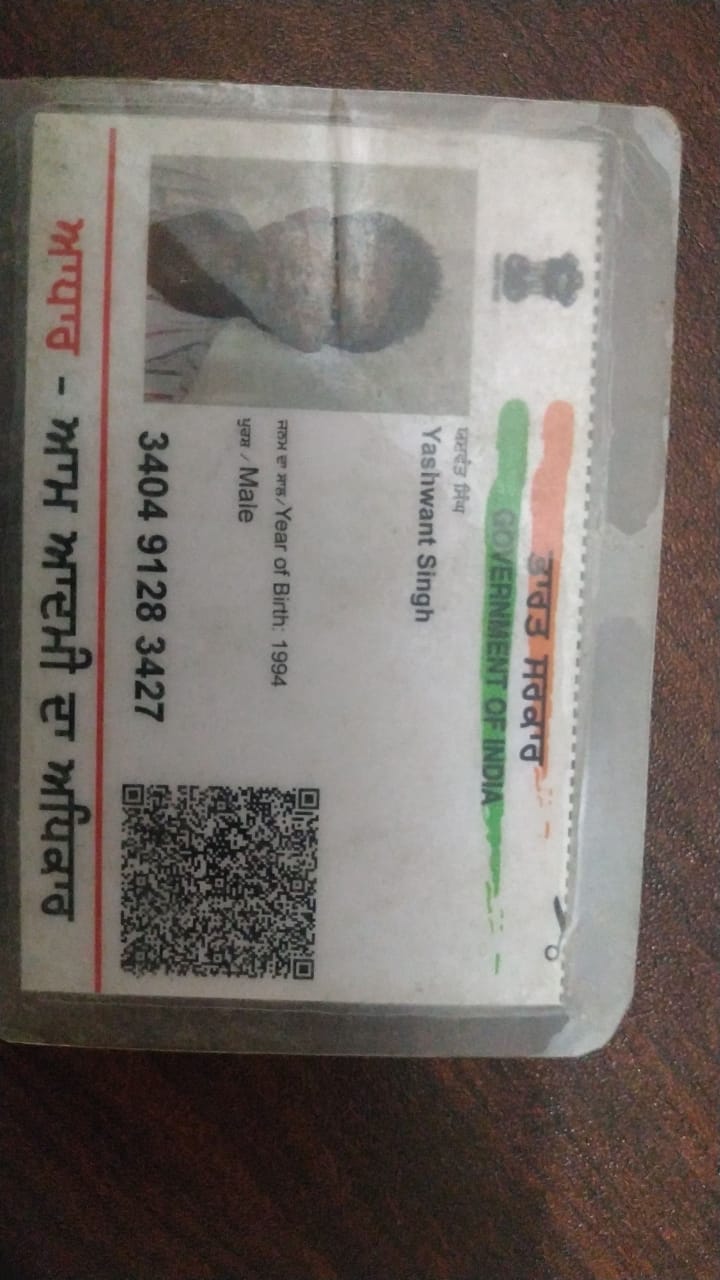 ਭਾਰਤ ਸਰਕਾਰ
GOVERNMENT OF INDIA
ਯਸ਼ਵੰਤ ਸਿੰਘ
Yashwant Singh
ਜਨਮ ਦਾ ਸਾਲ/Year of Birth: 1994
ਪੁਰਸ਼ / Male
3404 9128 3427
ਆਧਾਰ - ਆਮ ਆਦਮੀ ਦਾ ਅਧਿਕਾਰ